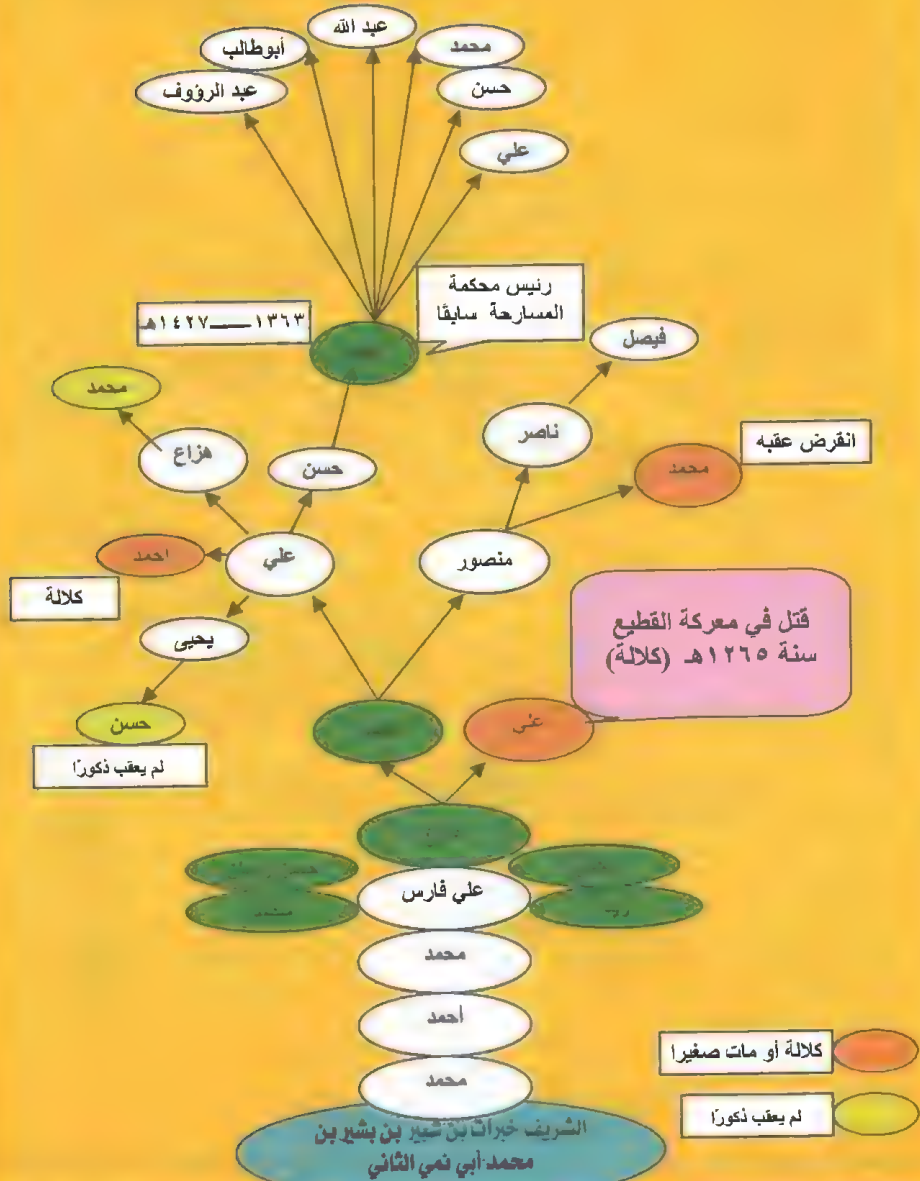 عبد الله
أبوطالب
محمد
عبد الرؤوف
حسن
علي
رئيس محكمة
المسارحة سابقًا
١٣٦٣ــــ١٤٢٧هـ
فيصل
محمد
ناصر
انقرض عقبه
هزاع
حسن
محمد
احمد
علي
منصور
كلالة
يحيى
قتل في معركة القطيع
سنة ١٢٦٥هـ (كلالة)
حسن
علي
لم يعقب ذكورًا
علي فارس
محمد
أحمد
كلالة أو مات صغيرا
محمد
لم يعقب ذكورًا
الشريف خيرات بن شبير بن بشير بن
محمد أبي نمي الثاني